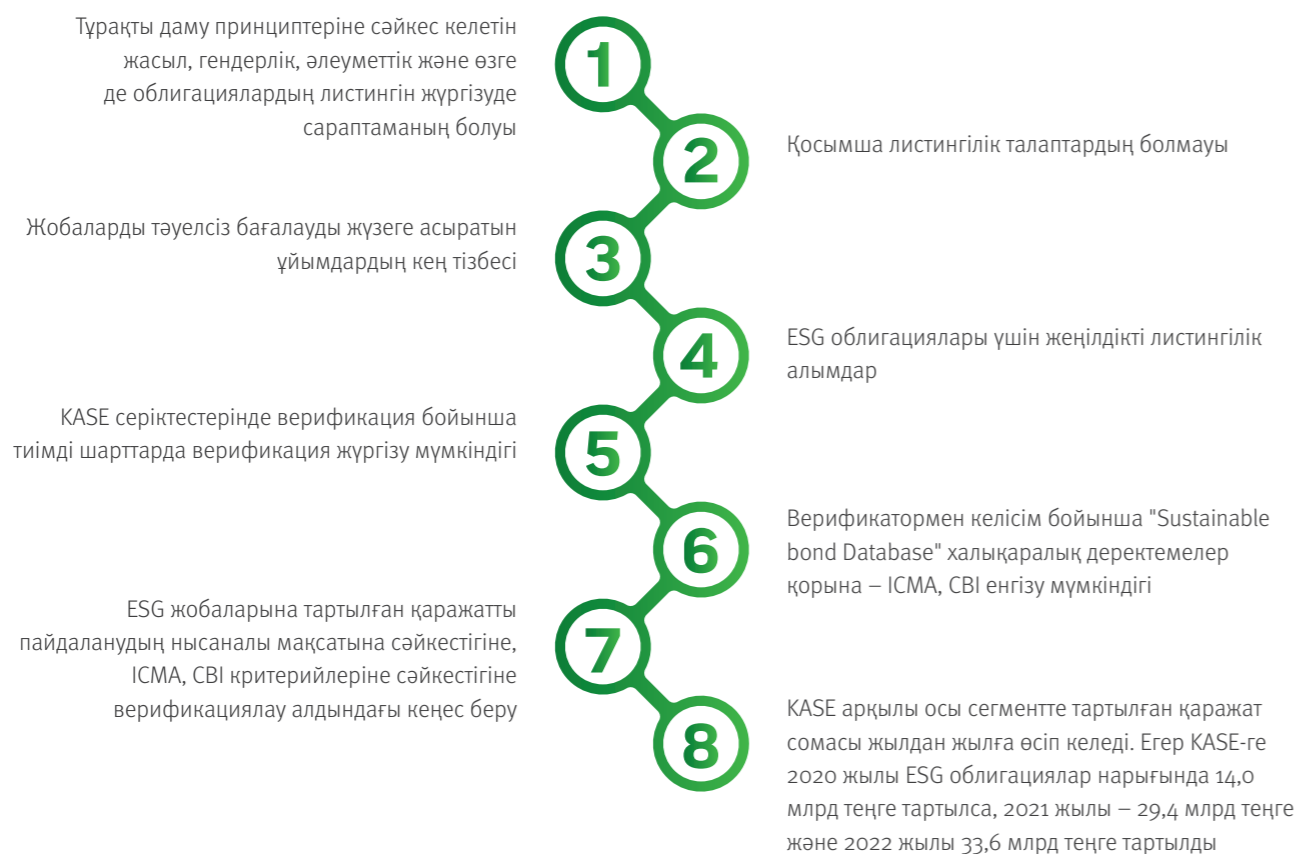 Тұрақты даму принциптеріне сәйкес келетін
жасыл, гендерлік, әлеуметтік және өзге
де облигациялардың листингін жүргізуде
сараптаманың болуы
1
2
Қосымша листингілік талаптардың болмауы
Жобаларды тәуелсіз бағалауды жүзеге асыратын
ұйымдардың кең тізбесі
3
4
ESG облигациялары үшін жеңілдікті листингілік
алымдар
KASE серіктестерінде верификация бойынша
тиімді шарттарда верификация жүргізу мүмкіндігі
5
6
Верификатормен келісім бойынша "Sustainable
bond Database" халықаралық деректемелер
қорына – ICMA, CBI енгізу мүмкіндігі
ESG жобаларына тартылған қаражатты
пайдаланудың нысаналы мақсатына сәйкестігіне,
ICMA, CBI критерийлеріне сәйкестігіне
верификациялау алдындағы кеңес беру
7
8
KASE арқылы осы сегментте тартылған қаражат
сомасы жылдан жылға өсіп келеді. Егер KASE-ге
2020 жылы ESG облигациялар нарығында 14,0
млрд теңге тартылса, 2021 жылы – 29,4 млрд теңге
және 2022 жылы 33,6 млрд теңге тартылды